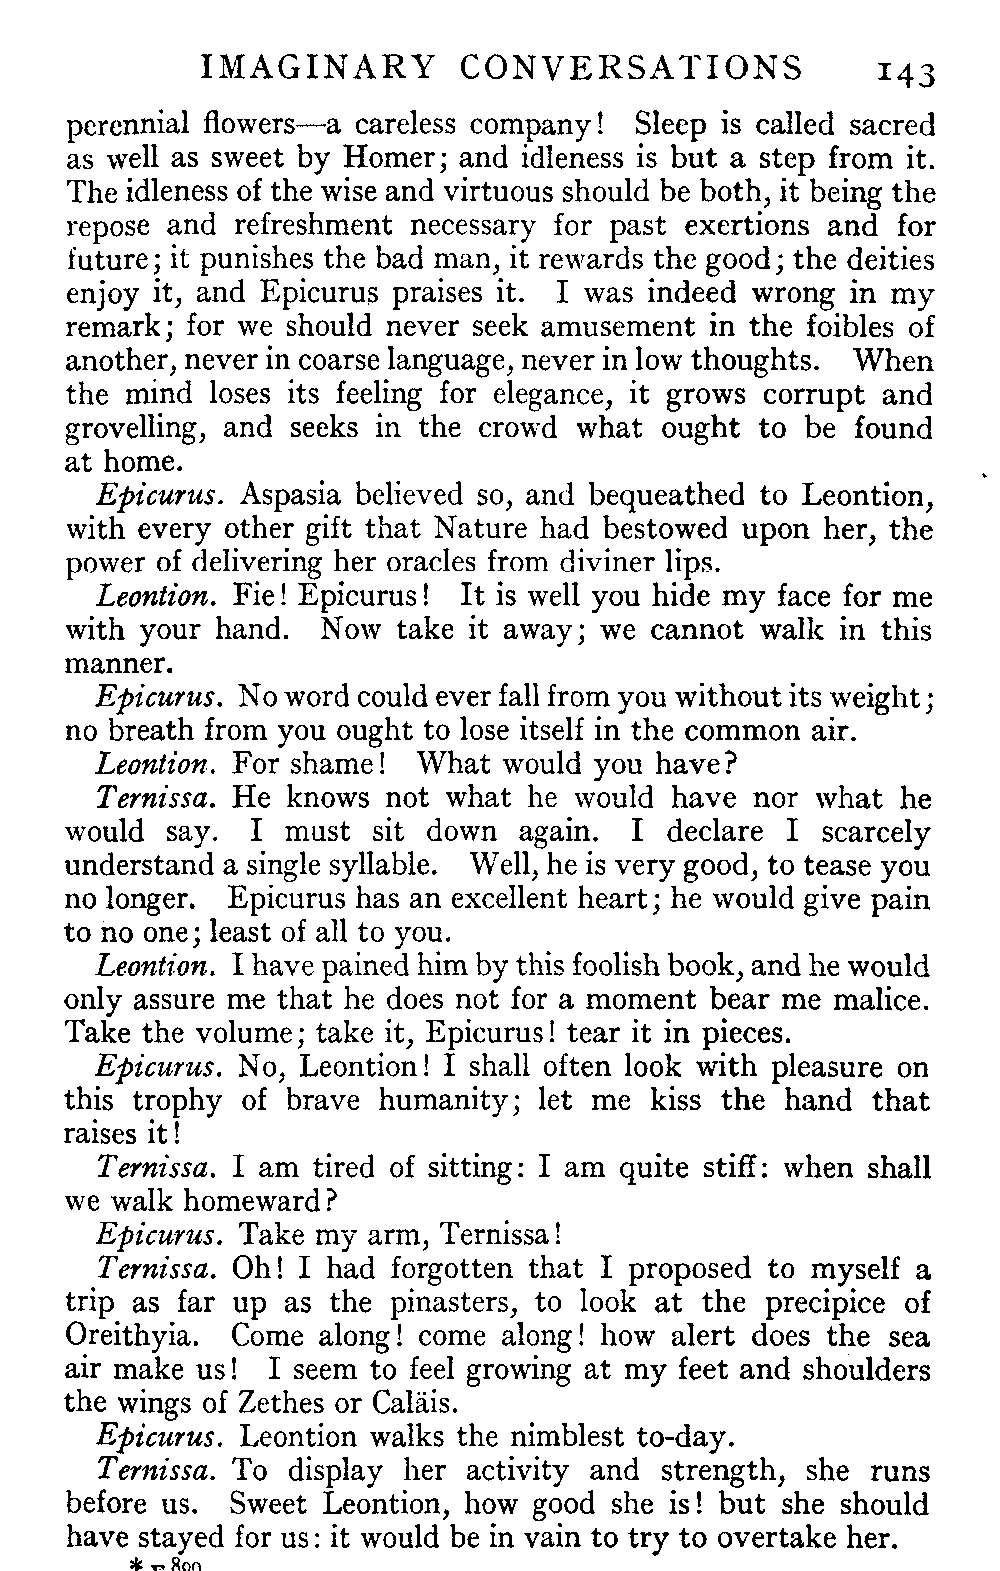 IMAGINARY CONVERSATIONS 143
perennial flowers—a careless company! Sleep is called sacred
as well as sweet by Homer; and idleness is but a step from it.
The idleness of the wise and virtuous should be both, it being the
repose and refreshment necessary for past exertions and for
future; it punishes the bad man, it rewards the good; the deities
enjoy it, and Epicurus praises it. I was indeed wrong in my
remark; for we should never seek amusement in the foibles of
another, never in coarse language, never in low thoughts. When
the mind loses its feeling for elegance, it grows corrupt and
grovelling, and seeks in the crowd what ought to be found
at home.
Epicurus. Aspasia believed so, and bequeathed to Leontion,
with every other gift that Nature had bestowed upon her, the
power of delivering her oracles from diviner lips.
Leontion. Fie! Epicurus! It is well you hide my face for me
with your hand. Now take it away; we cannot walk in this
manner.
Epicurus. No word could ever fall from you without its weight;
no breath from you ought to lose itself in the common air.
Leontion. For shame! What would you have?
Ternissa. He knows not what he would have nor what he
would say. I must sit down again. I declare I scarcely
understand a single syllable. Well, he is very good, to tease you
no longer. Epicurus has an excellent heart; he would give pain
to no one; least of all to you.
Leontion. I have pained him by this foolish book, and he would
only assure me that he does not for a moment bear me malice.
Take the volume; take it, Epicurus! tear it in pieces.
Epicurus. No, Leontion! I shall often look with pleasure on
this trophy of brave humanity; let me kiss the hand that
raises it!
Ternissa. I am tired of sitting: I am quite stiff: when shall
we walk homeward?
Epicurus. Take my arm, Ternissa!
Ternissa. Oh! I had forgotten that I proposed to myself a
trip as far up as the pinasters, to look at the precipice of
Oreithyia. Come along! come along! how alert does the sea
air make us! I seem to feel growing at my feet and shoulders
the wings of Zethes or Caläis.
Epicurus. Leontion walks the nimblest to-day.
Ternissa. To display her activity and strength, she runs
before us. Sweet Leontion, how good she is! but she should
have stayed for us: it would be in vain to try to overtake her.